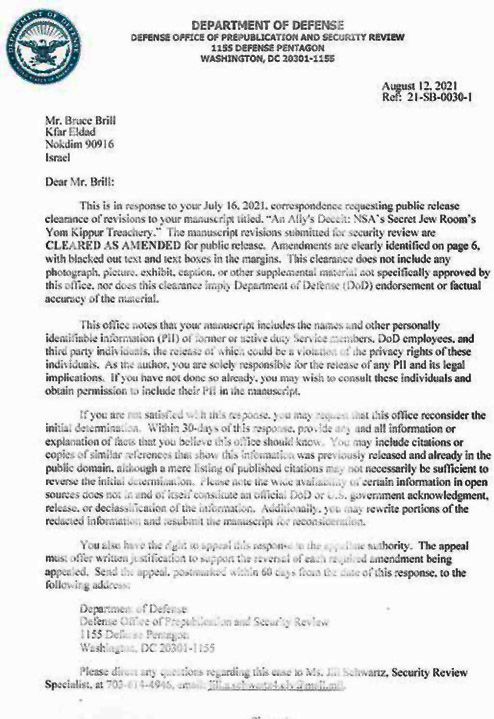 DEPARTMENT OF DEFENSE
DEFENSE OFFICE OF PREPUBLICATION AND SECURITY REVIEW
1155 DEFENSE PENTAGON
WASHINGTON, DC 20301-1155
August 12, 2021
Ref: 21-SB-0030-1
Mr. Bruce Brill
Kfar Eldad
Nokdim 90916
Israel
Dear Mr. Brill:
This is in response to your July 16, 2021, correspondence requesting public release
clearance of revisions to your manuscript titled, "An Ally's Deceit: NSA's Secret Jew Room's
Yom Kippur Treachery." The manuscript revisions submitted for security review are
CLEARED AS AMENDED for public release. Amendments are clearly identified on page 6,
with blacked out text and text boxes in the margins. This clearance does not include any
photograph, picture, exhibit, caption, or other supplemental material not specifically approved by
this office, nor does this clearance imply Department of Defense (DoD) endorsement or factual
accuracy of the material.
This office notes that your manuscript includes the names and other personally
identifiable information (PII) of former or active duty Service members, DoD employees, and
third party individuals, the release of which could be a violation of the privacy rights of these
individuals. As the author, you are solely responsible for the release of any PII and its legal
implications. If you have not done so already, you may wish to consult these individuals and
obtain permission to include their PII in the manuscript.
If you are not satisfied with this response, you may request that this office reconsider the
initial determination. Within 30-days of this response, provide any and all information or
explanation of facts that you believe this office should know. You may include citations or
copies of similar references that show this information was previously released and already in the
public domain, although a mere listing of published citations may not necessarily be sufficient to
reverse the initial determination. Please note the wide availability of certain information in open
sources does not in and of itself constitute an official DoD or U.S. government acknowledgment,
release, or declassification of the information. Additionally, you may rewrite portions of the
redacted information and resubmit the manuscript for reconsideration.
You also have the right to appeal this response to the appellate authority. The appeal
must offer written justification to support the reversal of each required amendment being
appealed. Send the appeal, postmarked within 60 days from the date of this response, to the
following address:
Department of Defense
Defense Office of Prepublication and Security Review
1155 Defense Pentagon
Washington, DC 20301-1155
Please direct any questions regarding this case to Ms. Jill Schwartz, Security Review
Specialist, at 703-614-4946, email: